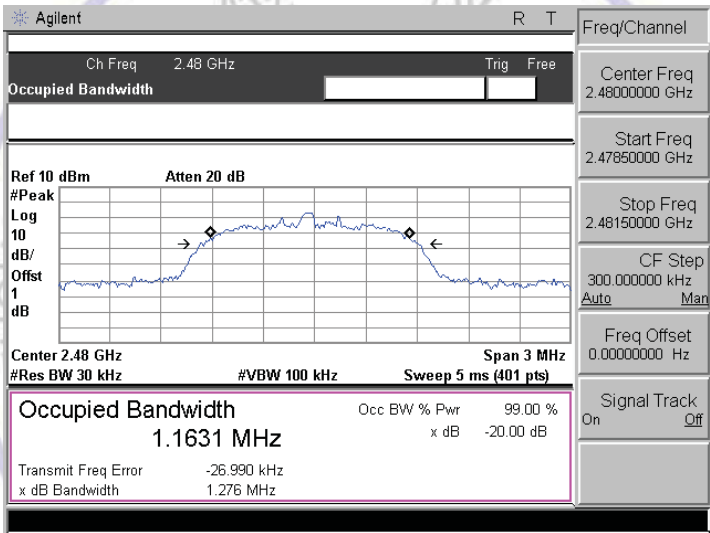 Agilent R T
Freq/Channel
Ch Freq 2.48 GHz Trig Free
Occupied Bandwidth
Center Freq
2.48000000 GHz
Start Freq
2.47850000 GHz
Stop Freq
2.48150000 GHz
CF Step
300.000000 kHz
Auto Man
Freq Offset
0.00000000 Hz
Signal Track
On Off
Ref 10 dBm Atten 20 dB
#Peak
Log
10
dB/
Offst
1
dB
Center 2.48 GHz Span 3 MHz
#Res BW 30 kHz #VBW 100 kHz Sweep 5 ms (401 pts)
Occupied Bandwidth Occ BW % Pwr 99.00 %
1.1631 MHz x dB -20.00 dB
Transmit Freq Error -26.990 kHz
x dB Bandwidth 1.276 MHz